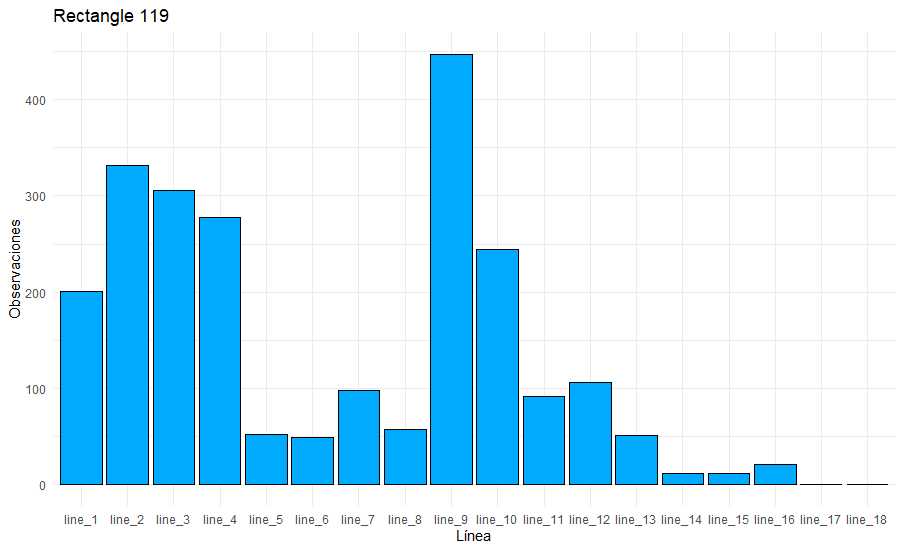 Rectangle 119
400
300
200
100
0
Observaciones
line_1 line_2 line_3 line_4 line_5 line_6 line_7 line_8 line_9 line_10 line_11 line_12 line_13 line_14 line_15 line_16 line_17 line_18
Línea